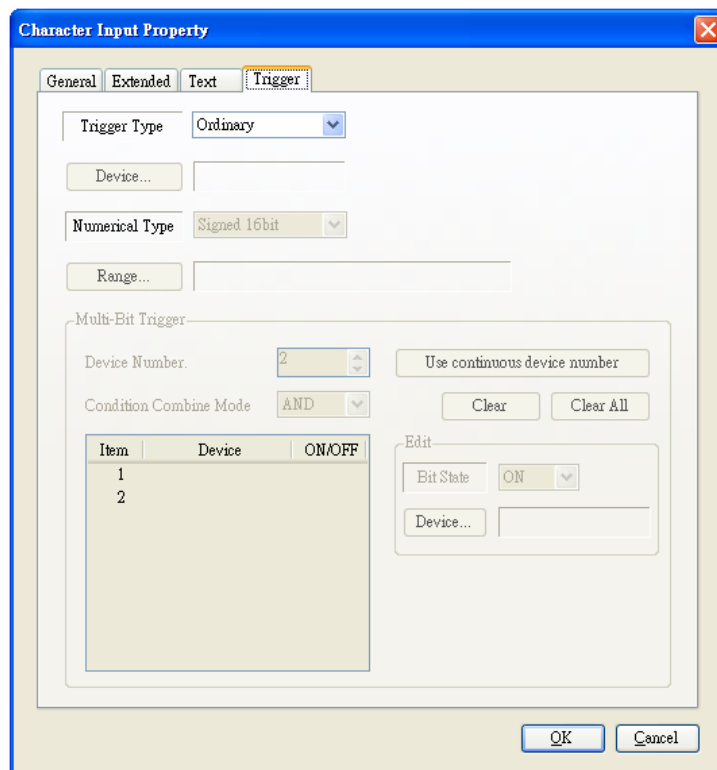 Character Input Property
General Extended Text Trigger
Trigger Type Ordinary
Device...
Numerical Type Signed 16bit
Range...
Multi-Bit Trigger
Device Number. 2 Use continuous device number
Condition Combine Mode AND Clear Clear All
Item Device ON/OFF
1
2
Edit
Bit State ON
Device...
OK Cancel